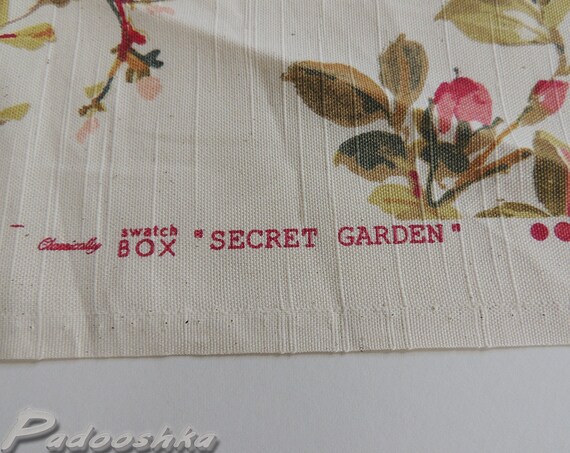 Classically swatch BOX "SECRET GARDEN"
Padooshka